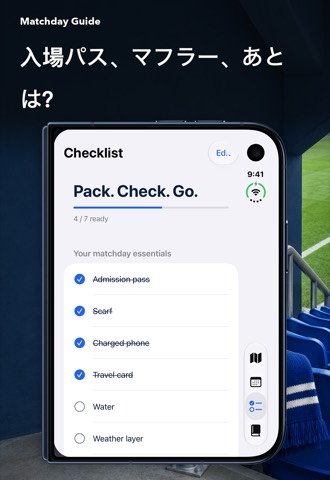 Matchday Guide
入場パス、マフラー、あと
は?
Checklist
Ed..
9:41
Pack. Check. Go.
4 / 7 ready
Your matchday essentials
Admission pass
Scarf
Charged phone
Travel card
Water
Weather layer